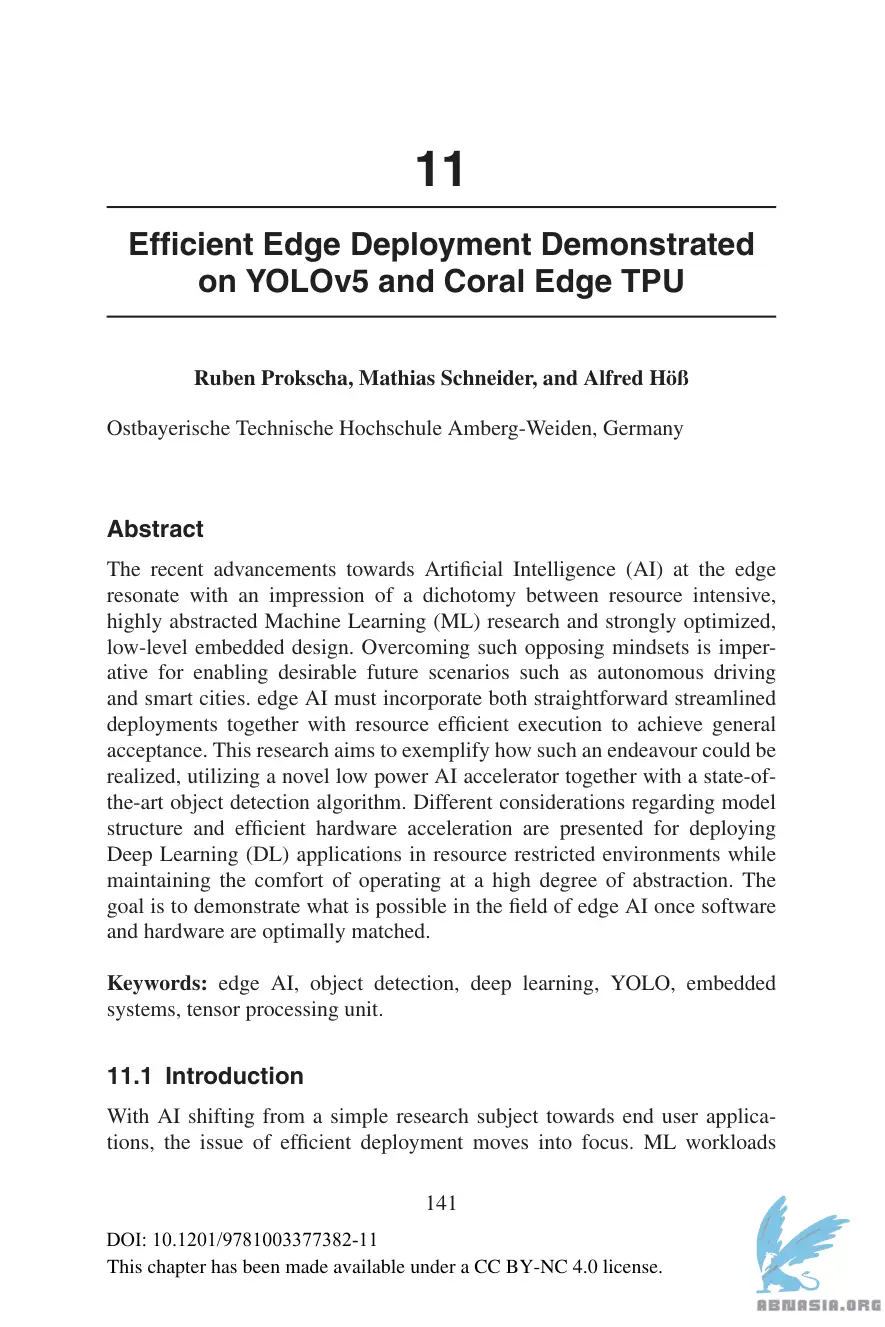 11
Efficient Edge Deployment Demonstrated
on YOLOv5 and Coral Edge TPU
Ruben Prokscha, Mathias Schneider, and Alfred Höß
Ostbayerische Technische Hochschule Amberg-Weiden, Germany
Abstract
The recent advancements towards Artificial Intelligence (AI) at the edge
resonate with an impression of a dichotomy between resource intensive,
highly abstracted Machine Learning (ML) research and strongly optimized,
low-level embedded design. Overcoming such opposing mindsets is imper-
ative for enabling desirable future scenarios such as autonomous driving
and smart cities. edge AI must incorporate both straightforward streamlined
deployments together with resource efficient execution to achieve general
acceptance. This research aims to exemplify how such an endeavour could be
realized, utilizing a novel low power AI accelerator together with a state-of-
the-art object detection algorithm. Different considerations regarding model
structure and efficient hardware acceleration are presented for deploying
Deep Learning (DL) applications in resource restricted environments while
maintaining the comfort of operating at a high degree of abstraction. The
goal is to demonstrate what is possible in the field of edge AI once software
and hardware are optimally matched.
Keywords: edge AI, object detection, deep learning, YOLO, embedded
systems, tensor processing unit.
11.1 Introduction
With AI shifting from a simple research subject towards end user applica-
tions, the issue of efficient deployment moves into focus. ML workloads
141
DOI: 10.1201/9781003377382-11
This chapter has been made available under a CC BY-NC 4.0 license.
ABNASIA.ORG